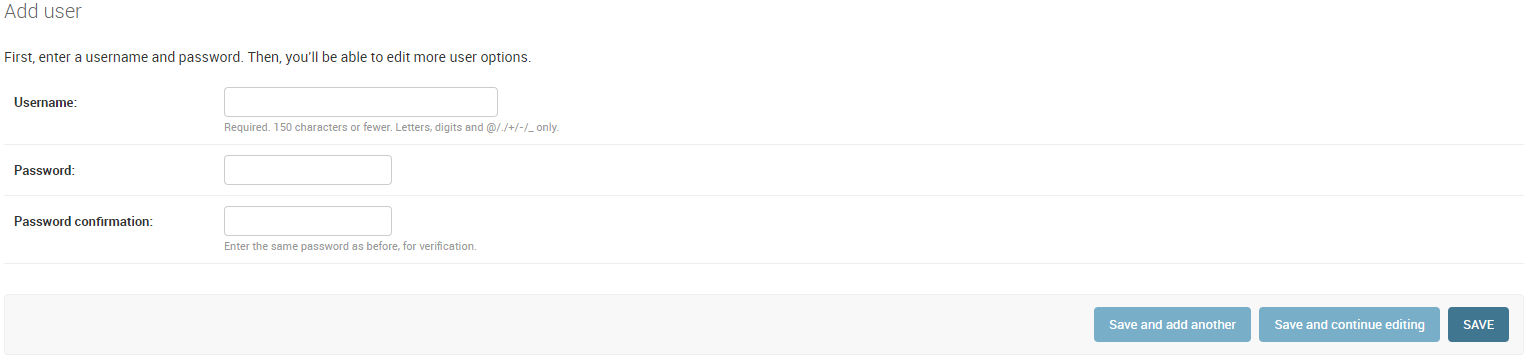 Add user
First, enter a username and password. Then, you'll be able to edit more user options.
Username:
Required. 150 characters or fewer. Letters, digits and @/./+/-/_ only.
Password:
Password confirmation:
Enter the same password as before, for verification.
Save and add another
Save and continue editing
SAVE